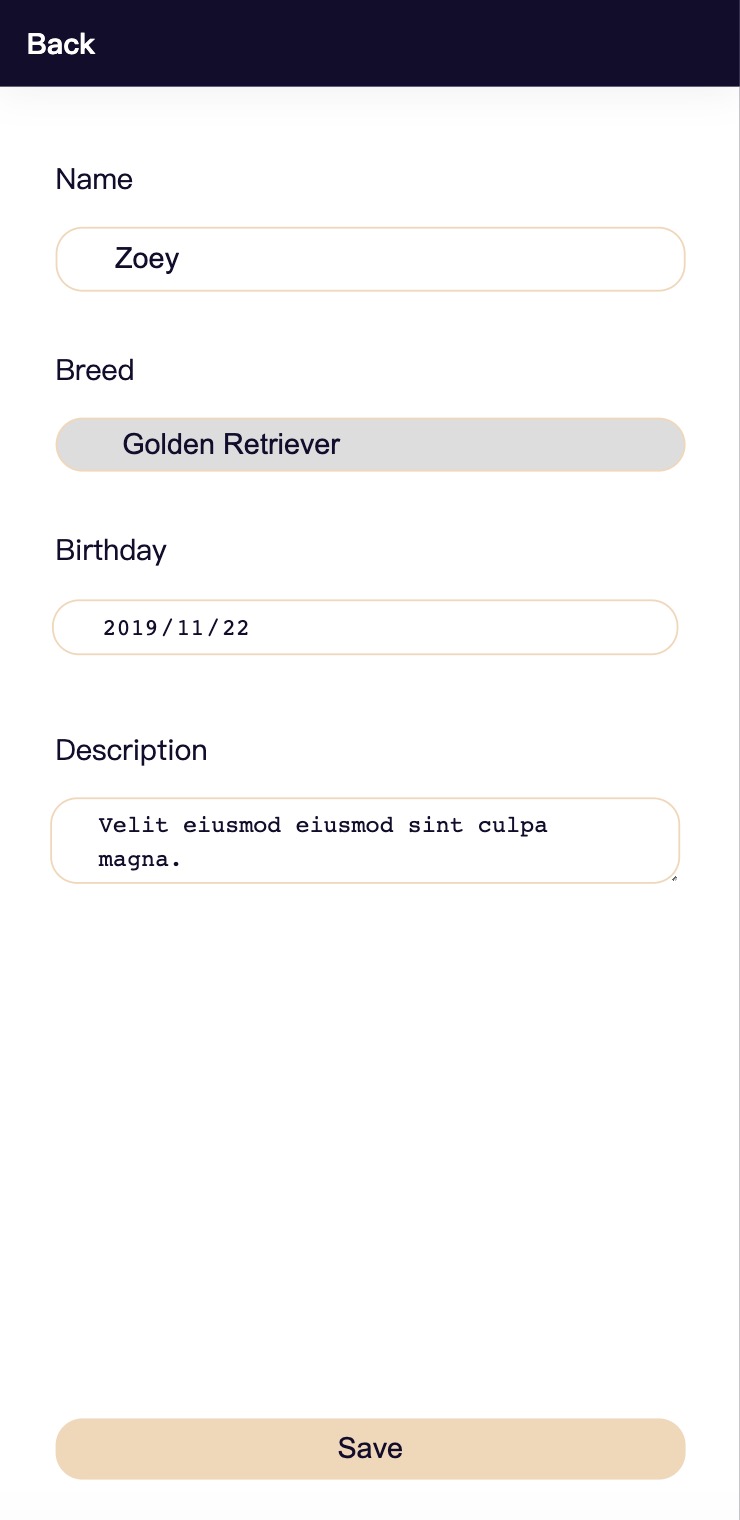 Back
Name
Zoey
Breed
Golden Retriever
Birthday
2019/11/22
Description
Velit eiusmod eiusmod sint culpa
magna.
Save